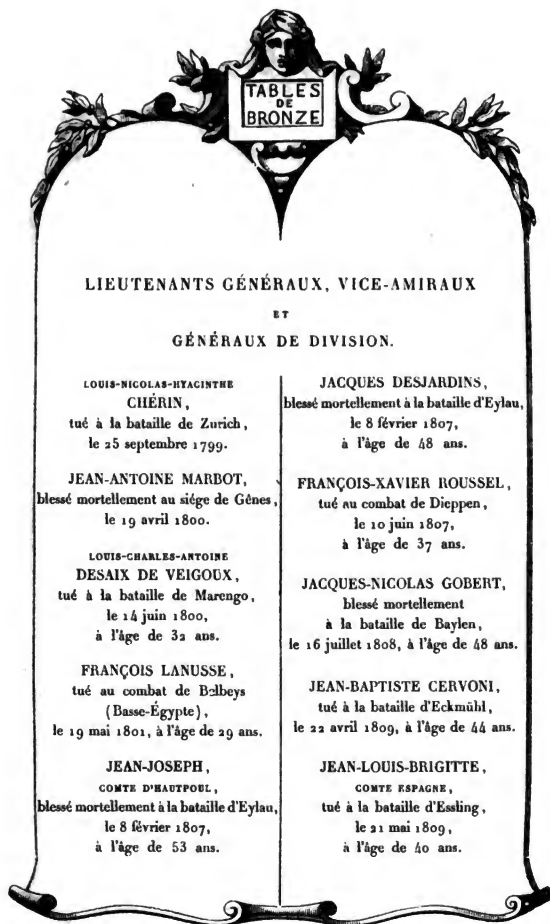 TABLES
DE
BRONZE
LIEUTENANTS GÉNÉRAUX, VICE-AMIRAUX
ET
GÉNÉRAUX DE DIVISION.
LOUIS-NICOLAS-HYACINTHE
CHÉRIN,
tué à la bataille de Zurich,
le 25 septembre 1799.
JEAN-ANTOINE MARBOT,
blessé mortellement au siége de Gênes,
le 19 avril 1800.
LOUIS-CHARLES-ANTOINE
DESAIX DE VEIGOUX,
tué à la bataille de Marengo,
le 14 juin 1800,
à l'âge de 32 ans.
FRANÇOIS LANUSSE,
tué au combat de Belbeys
(Basse-Égypte),
le 19 mai 1801, à l'âge de 29 ans.
JEAN-JOSEPH,
COMTE D'HAUTPOUL,
blessé mortellement à la bataille d'Eylau,
le 8 février 1807,
à l'âge de 53 ans.
JACQUES DESJARDINS,
blessé mortellement à la bataille d'Eylau,
le 8 février 1807,
à l'âge de 48 ans.
FRANÇOIS-XAVIER ROUSSEL,
tué au combat de Dieppen,
le 10 juin 1807,
à l'âge de 37 ans.
JACQUES-NICOLAS GOBERT,
blessé mortellement
à la bataille de Baylen,
le 16 juillet 1808, à l'âge de 48 ans.
JEAN-BAPTISTE CERVONI,
tué à la bataille d'Eckmühl,
le 22 avril 1809, à l'âge de 44 ans.
JEAN-LOUIS-BRIGITTE,
COMTE ESPAGNE,
tué à la bataille d'Essling,
le 21 mai 1809,
à l'âge de 40 ans.